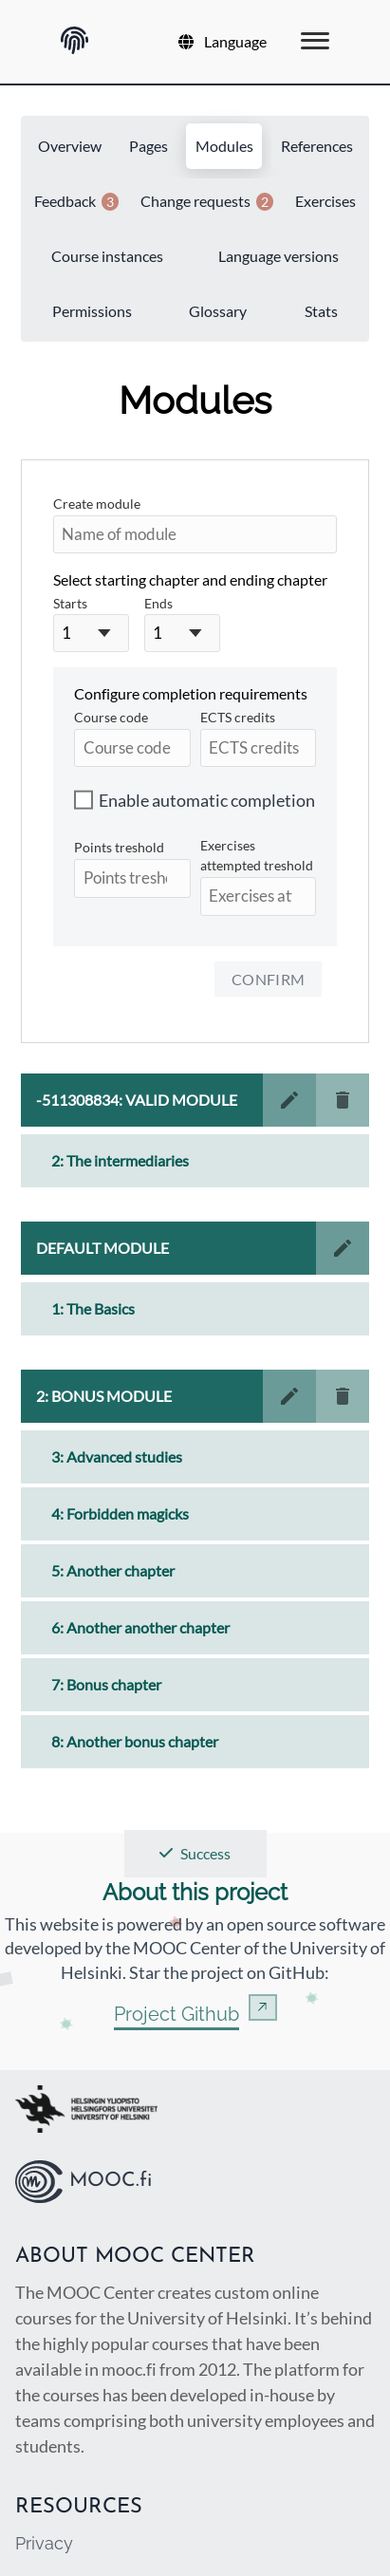 Language
Overview Pages Modules References
Feedback 3 Change requests 2 Exercises
Course instances Language versions
Permissions Glossary Stats
Modules
Create module
Name of module
Select starting chapter and ending chapter
Starts Ends
1 1
Configure completion requirements
Course code ECTS credits
Course code ECTS credits
Enable automatic completion
Points treshold Exercises
attempted treshold
Points tresho
Exercises at
CONFIRM
-511308834: VALID MODULE
2: The intermediaries
DEFAULT MODULE
1: The Basics
2: BONUS MODULE
3: Advanced studies
4: Forbidden magicks
5: Another chapter
6: Another another chapter
7: Bonus chapter
8: Another bonus chapter
Success
About this project
This website is powered by an open source software
developed by the MOOC Center of the University of
Helsinki. Star the project on GitHub:
Project Github
HELSINGIN YLIOPISTO
HELSINGFORS UNIVERSITET
UNIVERSITY OF HELSINKI
MOOC.fi
ABOUT MOOC CENTER
The MOOC Center creates custom online
courses for the University of Helsinki. It's behind
the highly popular courses that have been
available in mooc.fi from 2012. The platform for
the courses has been developed in-house by
teams comprising both university employees and
students.
RESOURCES
Privacy